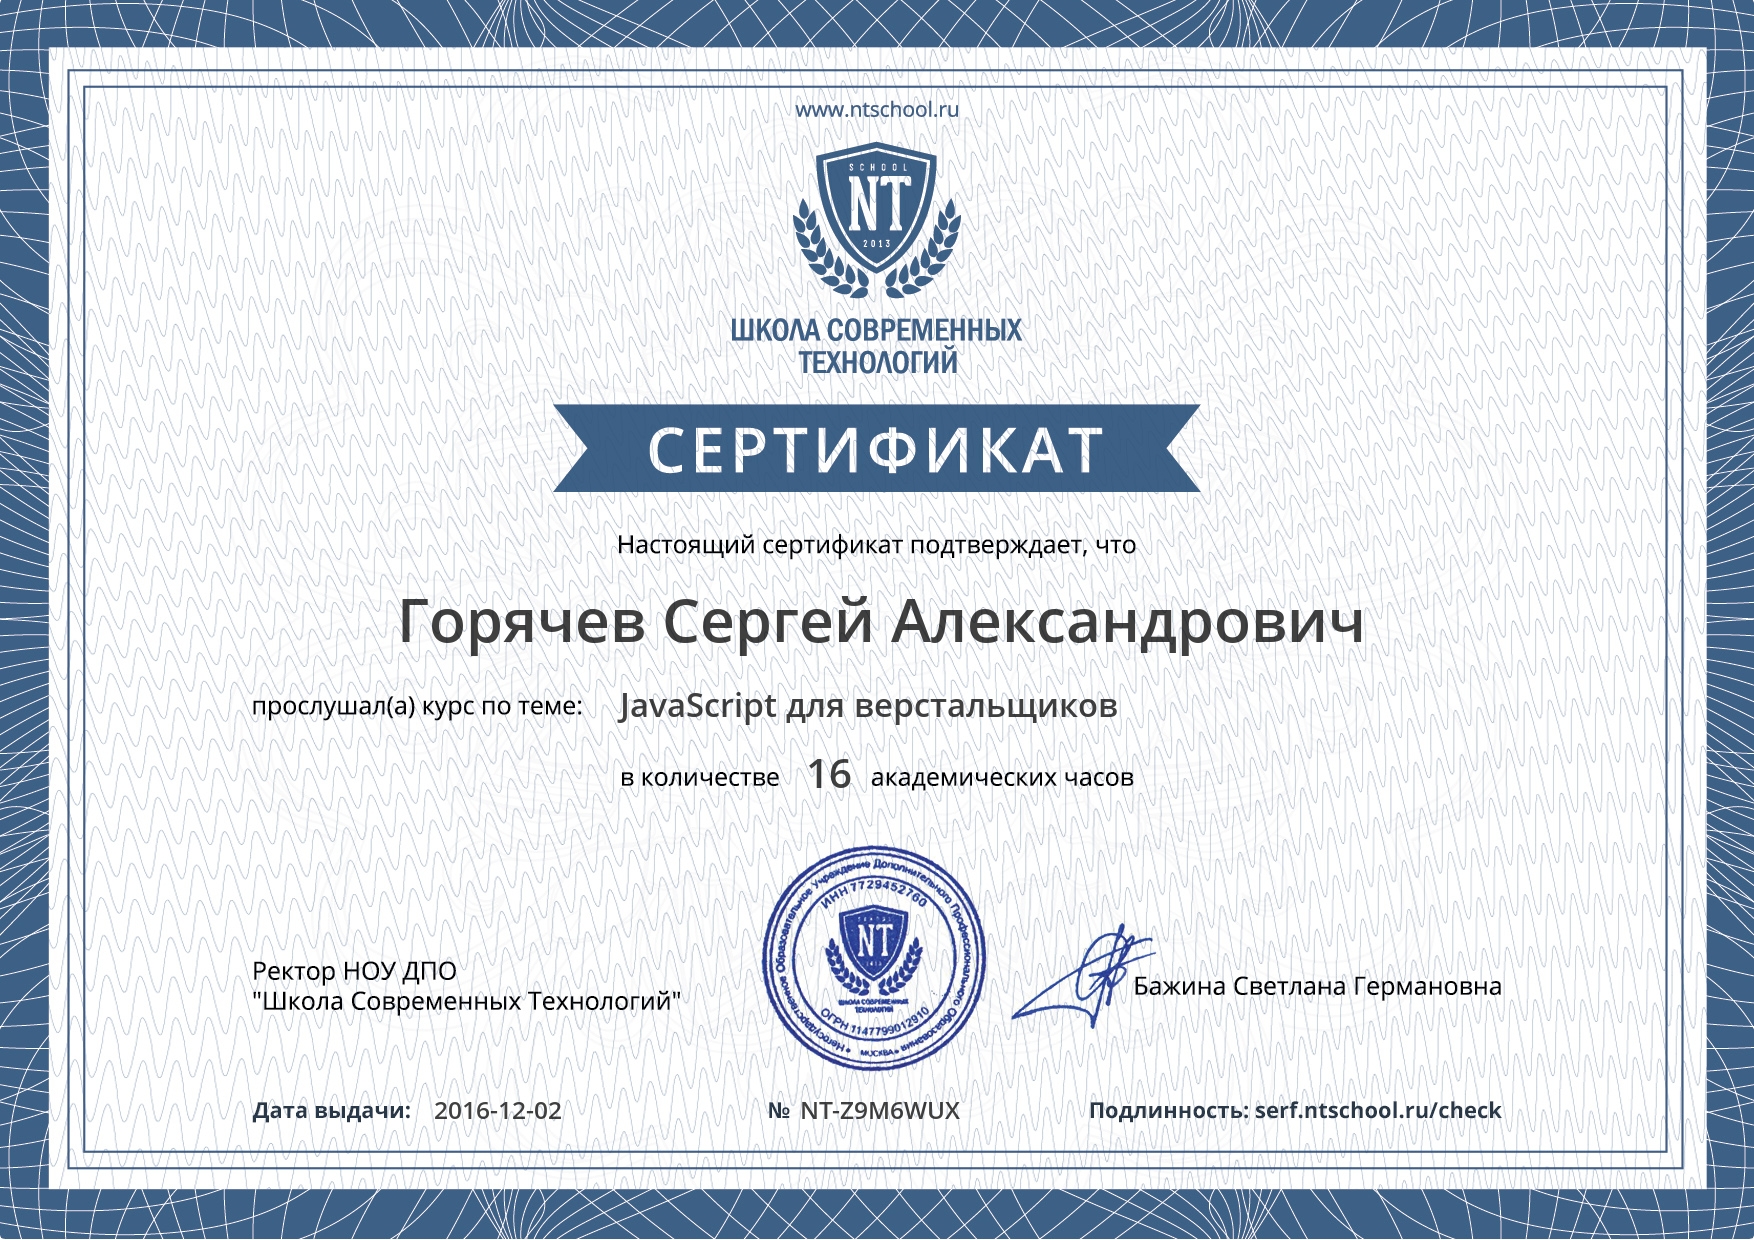 www.ntschool.ru
SCHOOL
NT
2013
ШКОЛА СОВРЕМЕННЫХ
ТЕХНОЛОГИЙ
СЕРТИФИКАТ
Настоящий сертификат подтверждает, что
Горячев Сергей Александрович
прослушал(а) курс по теме: JavaScript для верстальщиков
в количестве 16 академических часов
Негосударственное Образовательное Учреждение Дополнительного Профессионального Образования
ИНН 7729452760
NT
ШКОЛА СОВРЕМЕННЫХ
ТЕХНОЛОГИЙ
ОГРН 1147799012910
• МОСКВА •
Ректор НОУ ДПО
"Школа Современных Технологий"
Бажина Светлана Германовна
Дата выдачи: 2016-12-02 № NT-Z9M6WUX Подлинность: serf.ntschool.ru/check